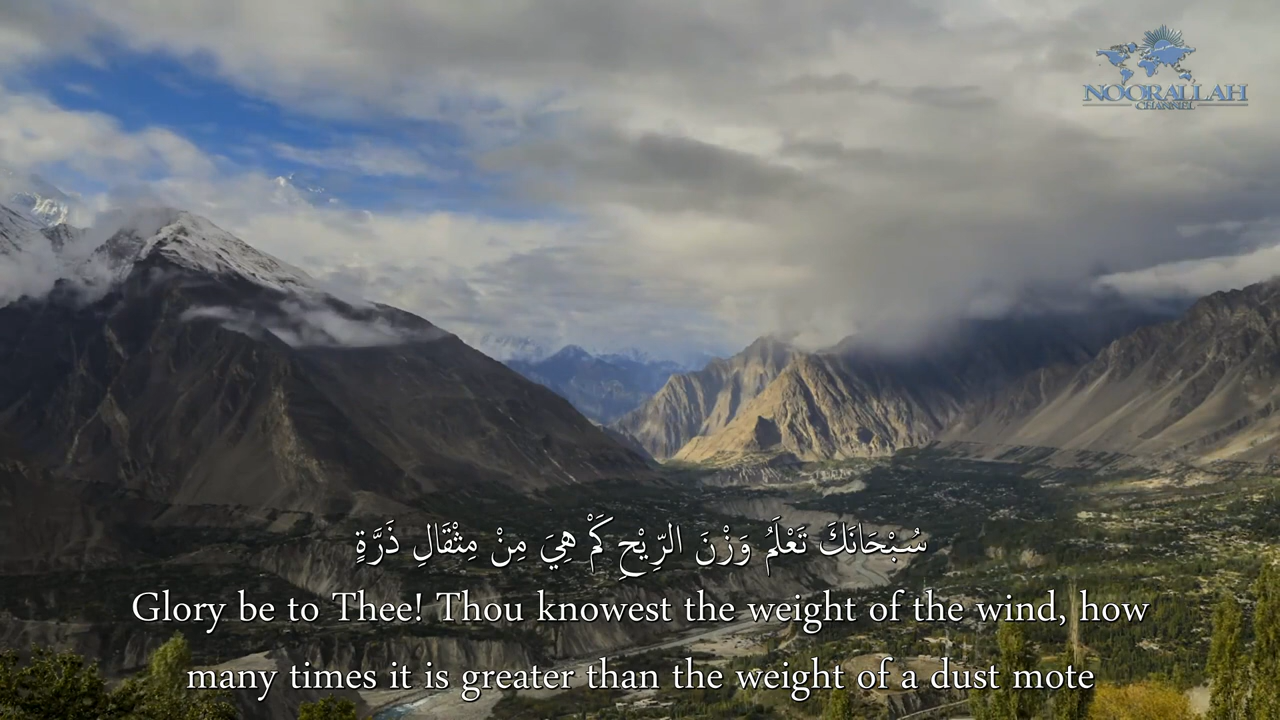 NOORALLAH
CHANNEL
سُبْحَانَكَ تَعْلَمُ وَزْنَ الرِّيْحِ كَمْ هِيَ مِنْ مِثْقَالِ ذَرَّةٍ
Glory be to Thee! Thou knowest the weight of the wind, how
many times it is greater than the weight of a dust mote